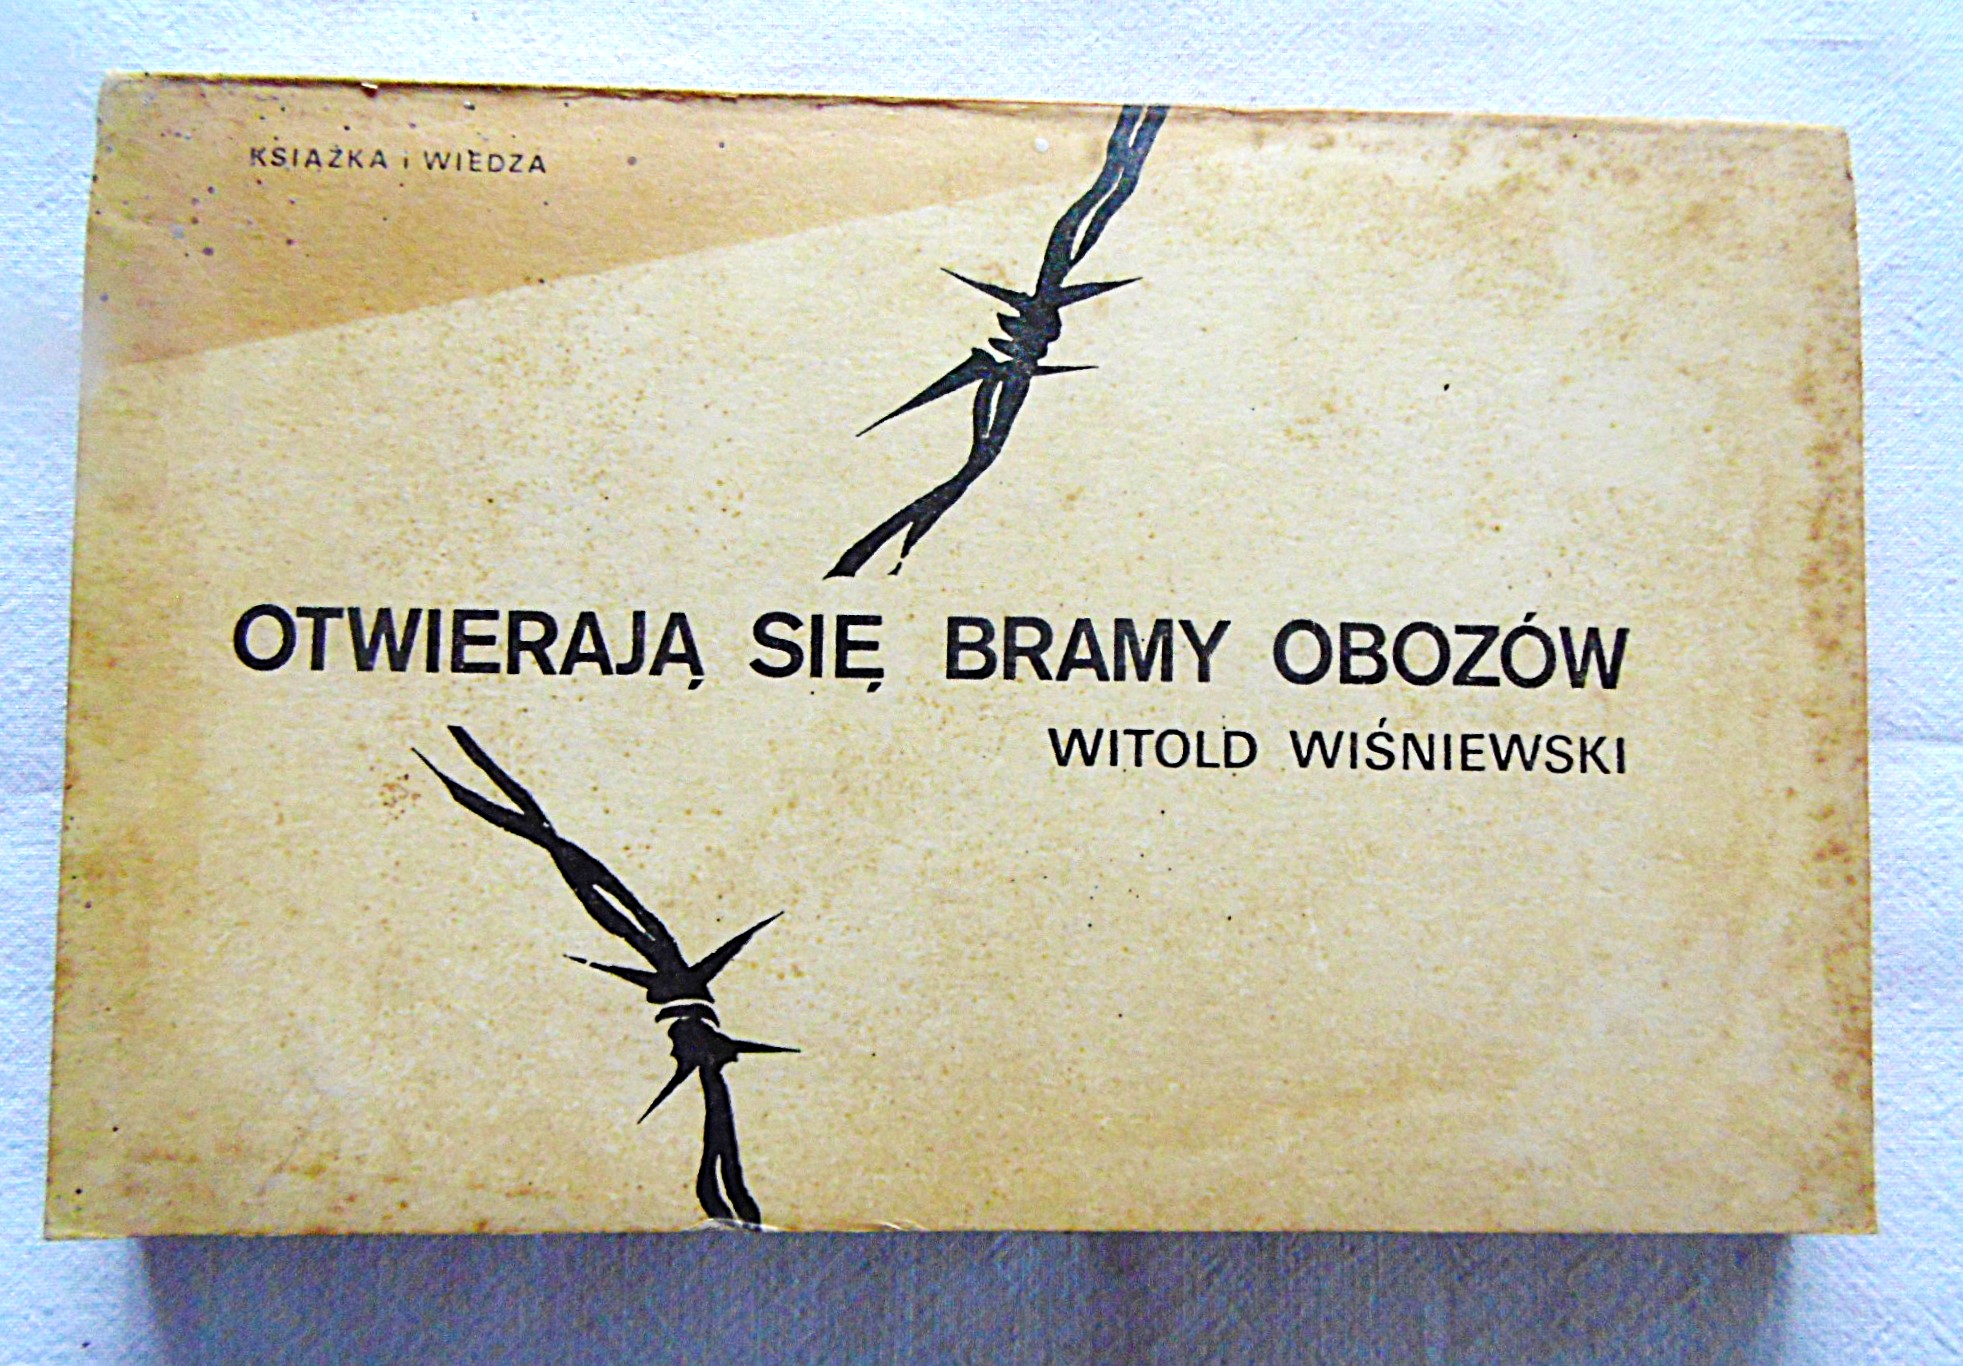 KSIĄŻKA i WIEDZA
OTWIERAJĄ SIĘ BRAMY OBOZÓW
WITOLD WIŚNIEWSKI